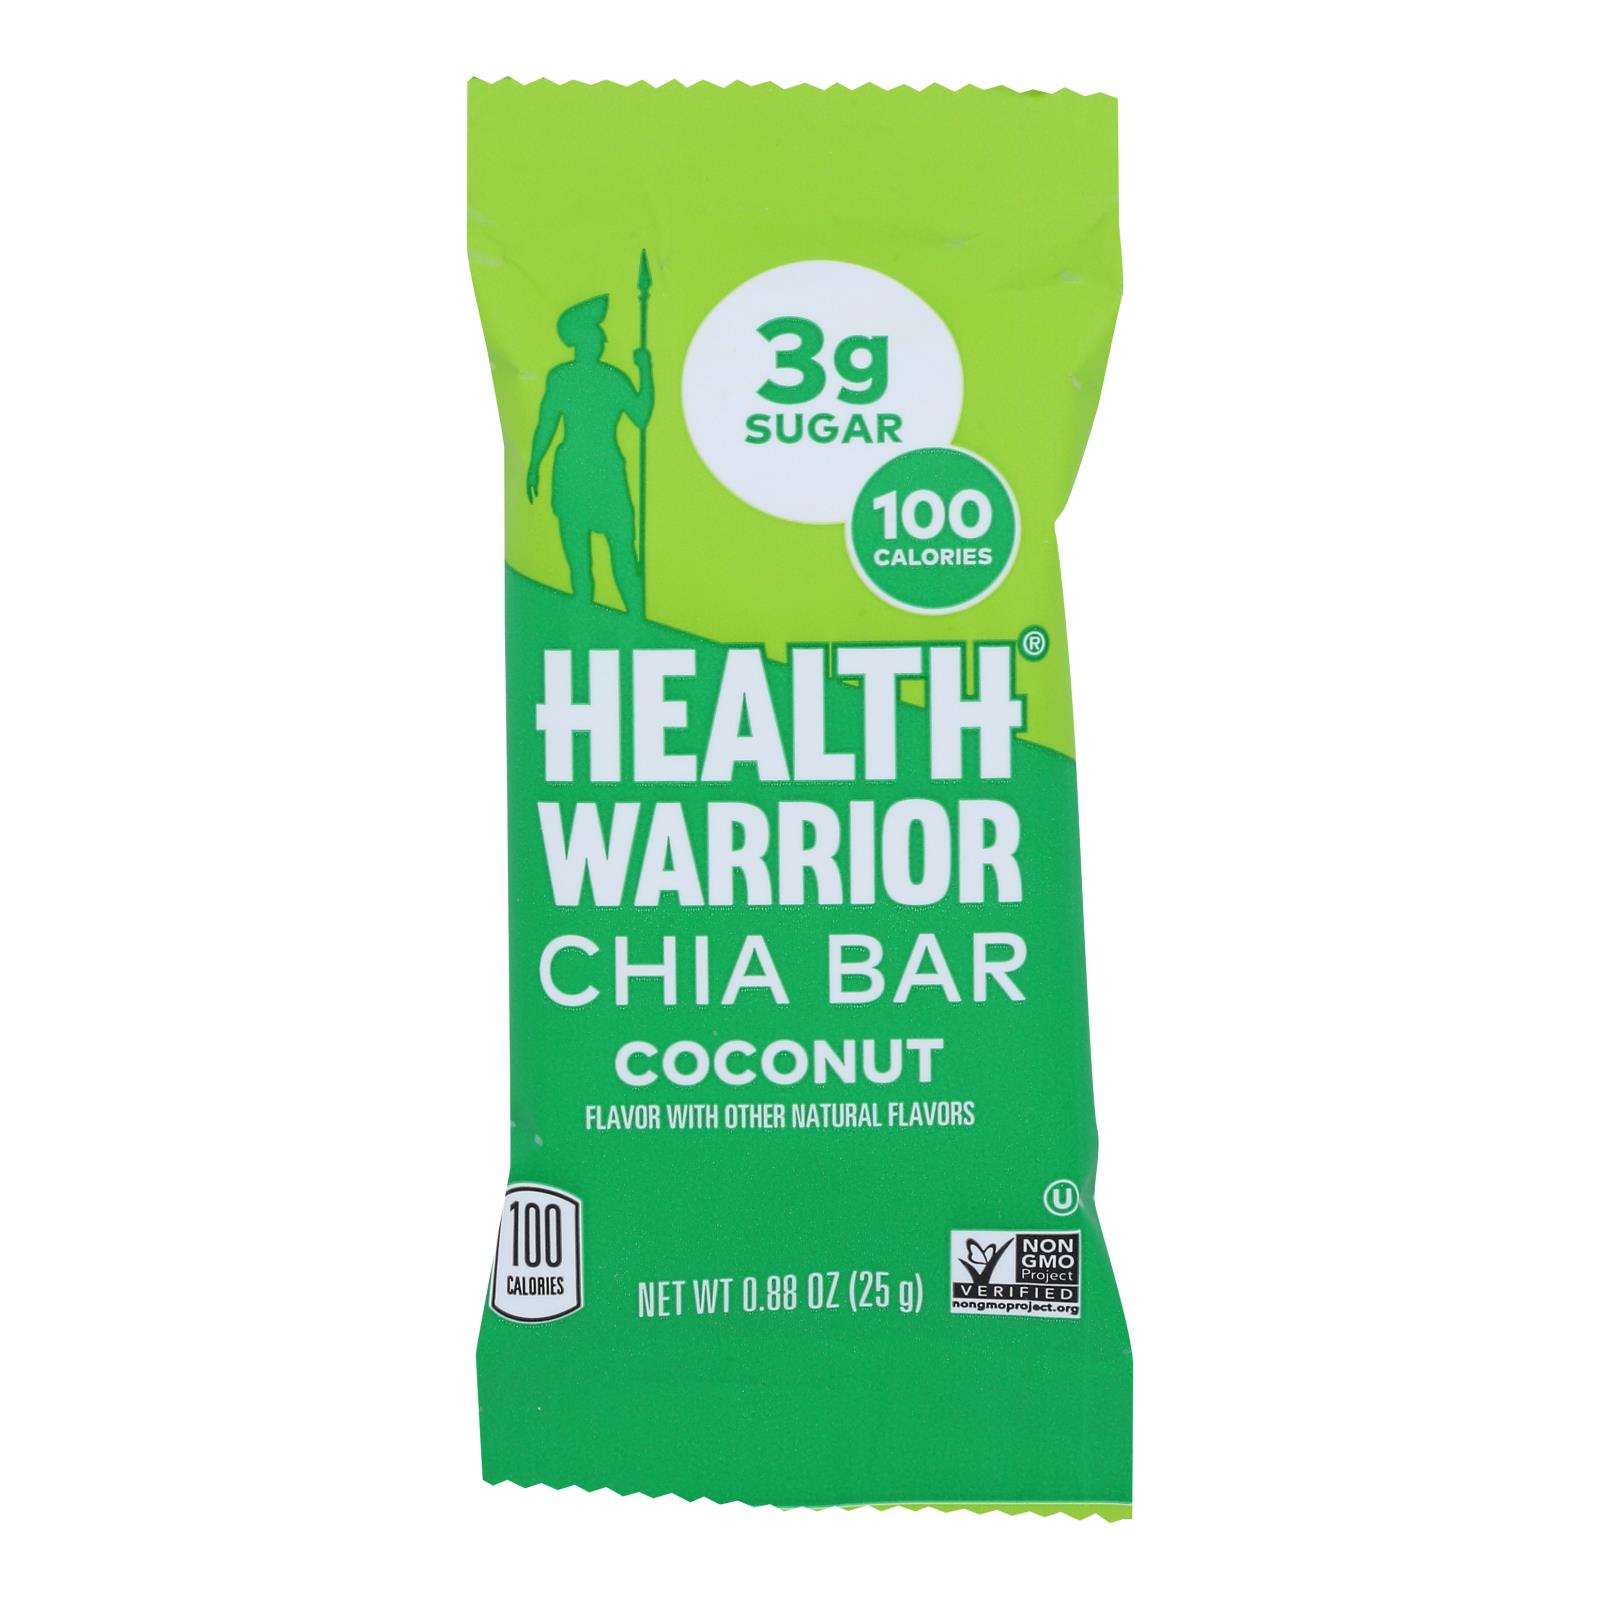 3g
SUGAR
100
CALORIES
HEALTH®
WARRIOR
CHIA BAR
COCONUT
FLAVOR WITH OTHER NATURAL FLAVORS
U
100
CALORIES
NET WT 0.88 OZ (25 g)
NON
GMO
Project
VERIFIED
nongmoproject.org